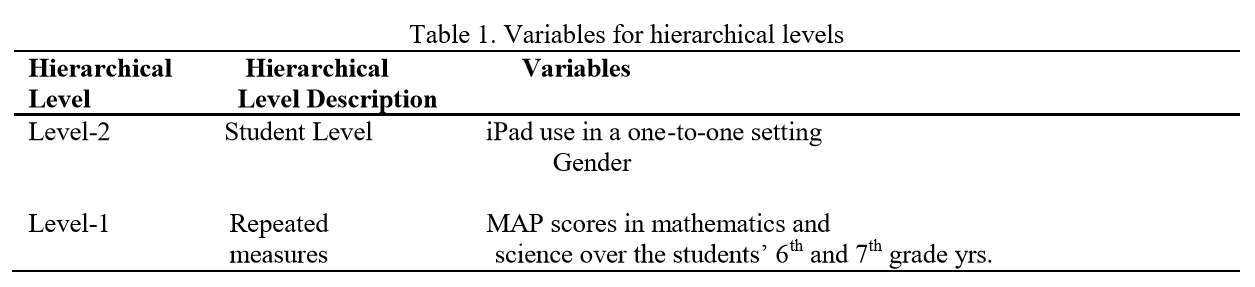 Table 1. Variables for hierarchical levels
Hierarchical Level Hierarchical Level Description Variables
Level-2 Student Level iPad use in a one-to-one setting
Gender
Level-1 Repeated measures MAP scores in mathematics and
science over the students’ 6th and 7th grade yrs.